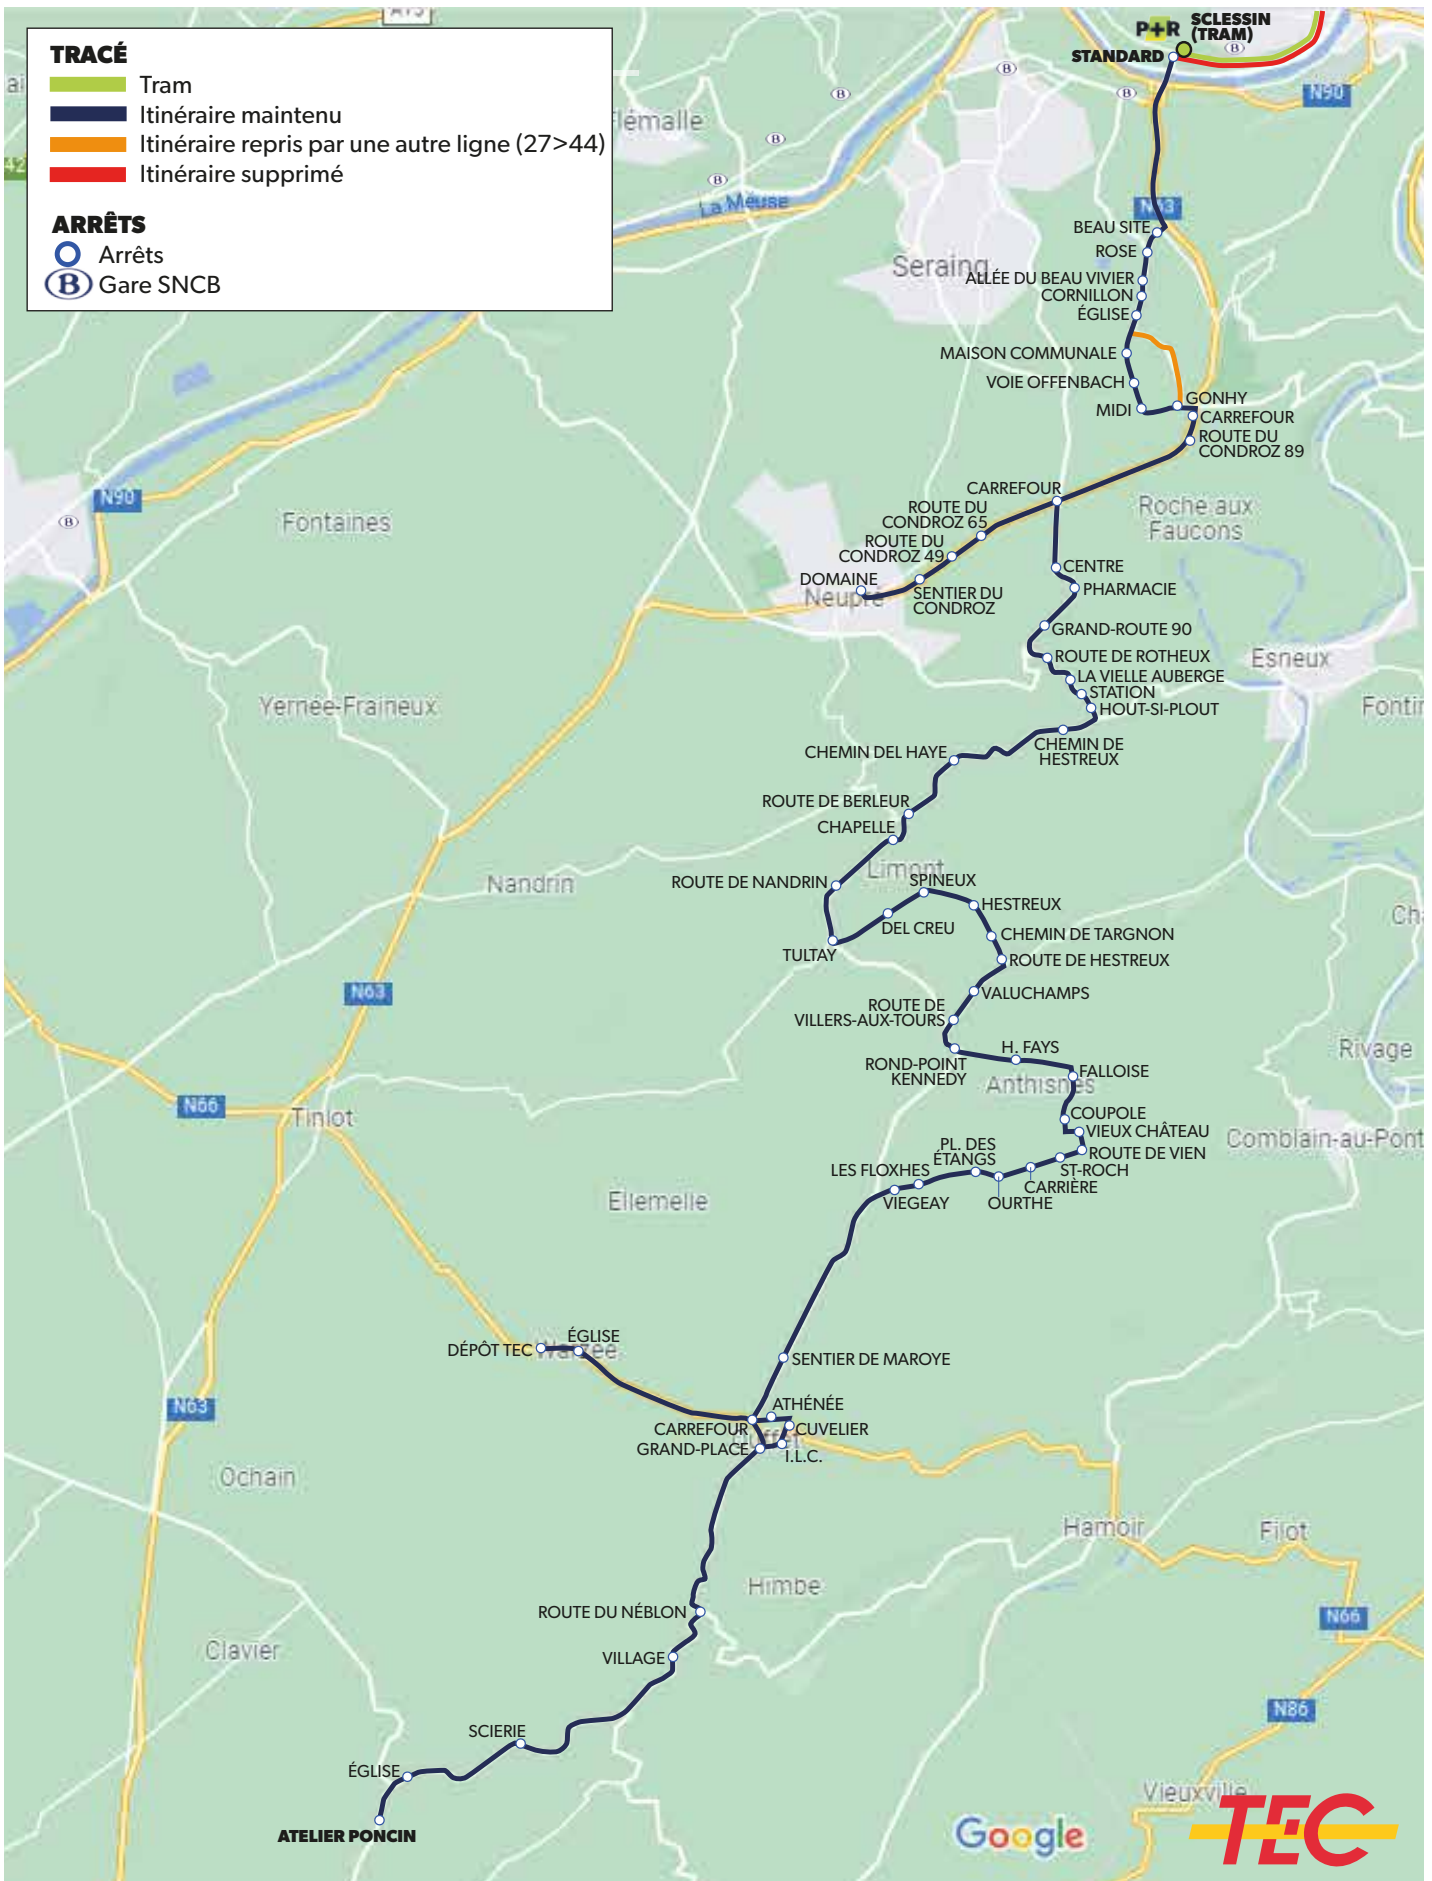 A15
P+R
SCLESSIN
(TRAM)
STANDARD
TRACÉ
Tram
Itinéraire maintenu
Itinéraire repris par une autre ligne (27>44)
Itinéraire supprimé
ARRÊTS
Arrêts
B Gare SNCB
B
B
B
B
B
B
N90
42
La Meuse
N63
BEAU SITE
ROSE
Seraing
ALLÉE DU BEAU VIVIER
CORNILLON
ÉGLISE
MAISON COMMUNALE
VOIE OFFENBACH
MIDI
GONHY
CARREFOUR
ROUTE DU
CONDROZ 89
CARREFOUR
N90
B
Fontaines
ROUTE DU
CONDROZ 65
Roche aux
Faucons
ROUTE DU
CONDROZ 49
DOMAINE
Neupré
SENTIER DU
CONDROZ
CENTRE
PHARMACIE
GRAND-ROUTE 90
ROUTE DE ROTHEUX
Esneux
LA VIELLE AUBERGE
STATION
HOUT-SI-PLOUT
Yernée-Fraineux
CHEMIN DE
HESTREUX
CHEMIN DEL HAYE
ROUTE DE BERLEUR
CHAPELLE
Limont
Nandrin
ROUTE DE NANDRIN
SPINEUX
HESTREUX
DEL CREU
CHEMIN DE TARGNON
TULTAY
ROUTE DE HESTREUX
N63
VALUCHAMPS
ROUTE DE
VILLERS-AUX-TOURS
H. FAYS
Rivage
ROND-POINT
KENNEDY
FALLOISE
Anthisnes
N66
Tinlot
COUPOLE
VIEUX CHÂTEAU
Comblain-au-Pont
ROUTE DE VIEN
PL. DES
ÉTANGS
ST-ROCH
LES FLOXHES
CARRIÈRE
VIEGEAY
OURTHE
Ellemelle
DÉPÔT TEC
ÉGLISE
Warzée
SENTIER DE MAROYE
N63
ATHÉNÉE
CARREFOUR
CUVELIER
GRAND-PLACE
I.L.C.
Ochain
Hamoir
Filot
Himbe
ROUTE DU NÉBLON
N66
Clavier
VILLAGE
N86
SCIERIE
ÉGLISE
Vieuxville
ATELIER PONCIN
Google
TEC